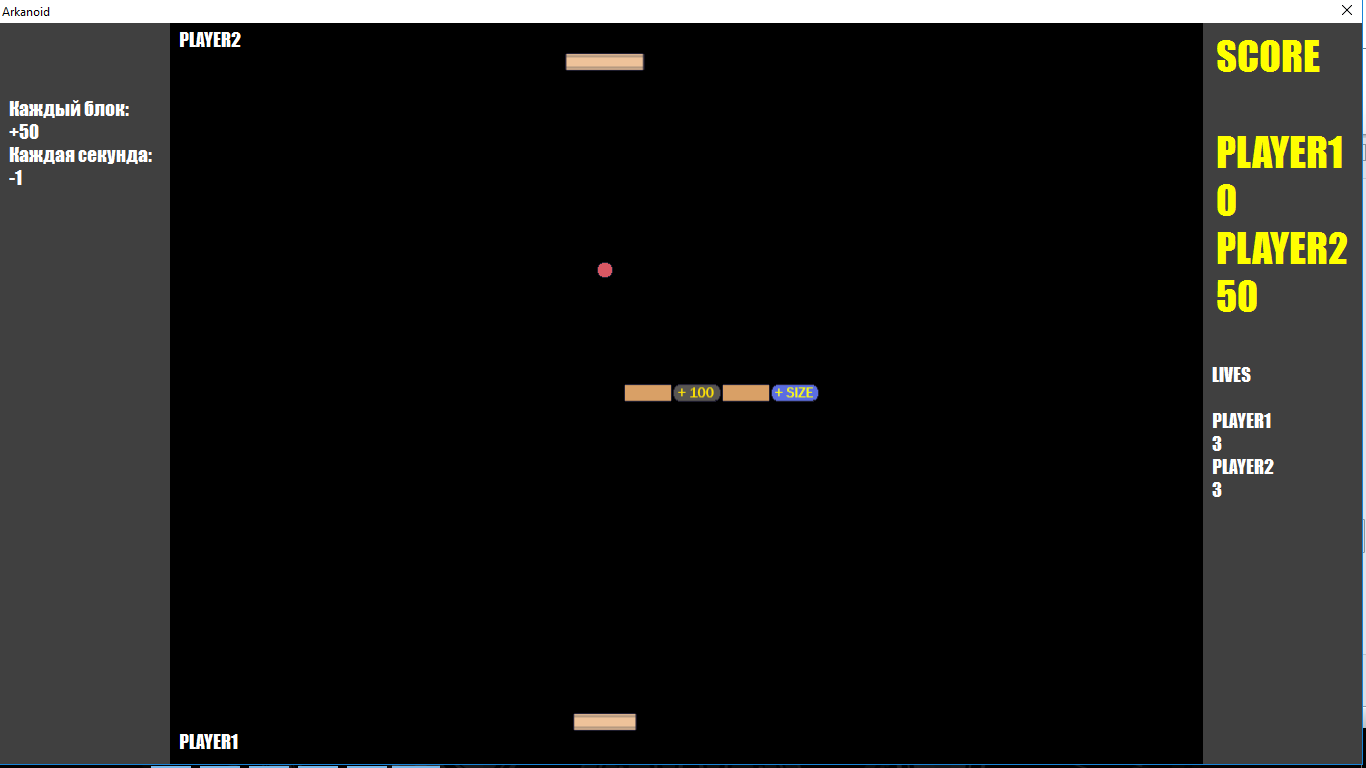 Arkanoid
PLAYER2
Каждый блок:
+50
Каждая секунда:
-1
+ 100
+ SIZE
PLAYER1
SCORE
PLAYER1
0
PLAYER2
50
LIVES
PLAYER1
3
PLAYER2
3